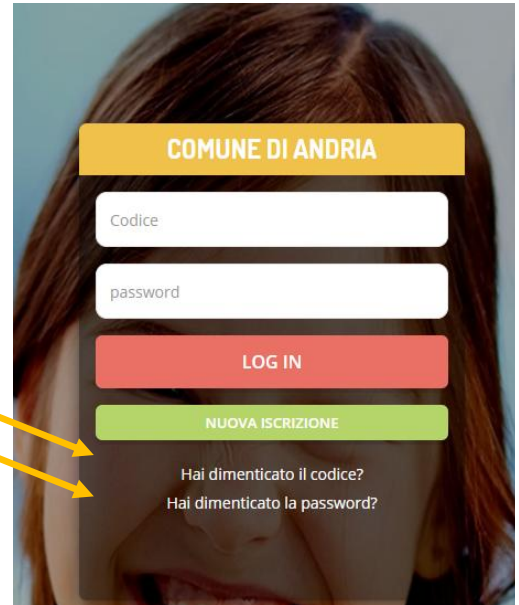 COMUNE DI ANDRIA
Codice
password
LOG IN
NUOVA ISCRIZIONE
Hai dimenticato il codice?
Hai dimenticato la password?